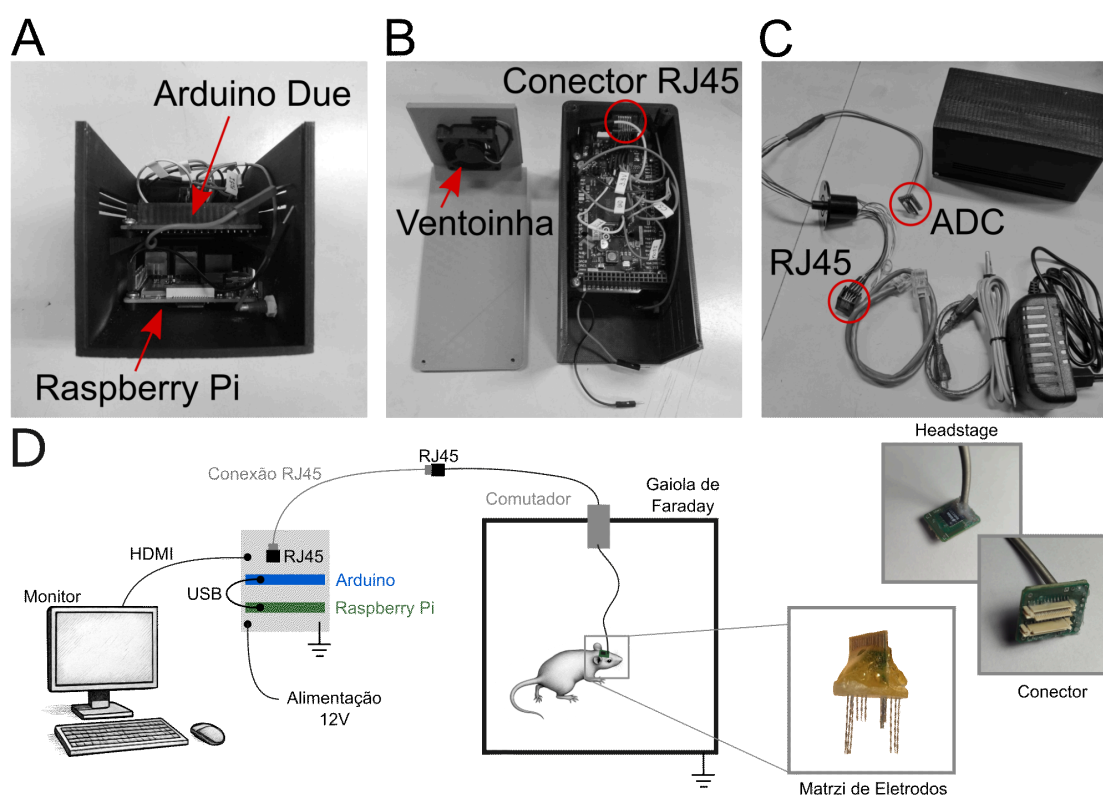 A
Arduino Due
Raspberry Pi
B
Conector RJ45
Ventoinha
C
ADC
RJ45
D
Conexão RJ45
RJ45
HDMI
RJ45
Monitor
USB
Arduíno
Raspberry Pi
Alimentação
12V
Comutador
Gaiola de
Faraday
Headstage
Conector
Matrzi de Eletrodos